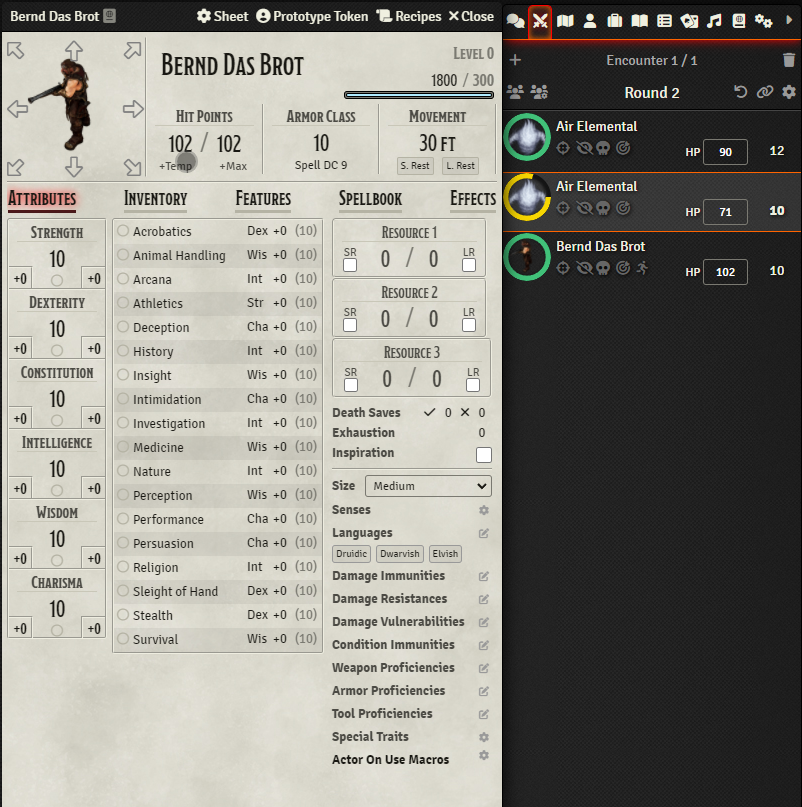 Bernd Das Brot Sheet Prototype Token Recipes Close
Bernd Das Brot
Level 0
1800 / 300
Hit Points
102 / 102
+Temp +Max
Armor Class
10
Spell DC 9
Movement
30 ft
S. Rest L. Rest
Attributes Inventory Features Spellbook Effects
Strength
10
+0 +0
Dexterity
10
+0 +0
Constitution
10
+0 +0
Intelligence
10
+0 +0
Wisdom
10
+0 +0
Charisma
10
+0 +0
Acrobatics Dex +0 (10)
Animal Handling Wis +0 (10)
Arcana Int +0 (10)
Athletics Str +0 (10)
Deception Cha +0 (10)
History Int +0 (10)
Insight Wis +0 (10)
Intimidation Cha +0 (10)
Investigation Int +0 (10)
Medicine Wis +0 (10)
Nature Int +0 (10)
Perception Wis +0 (10)
Performance Cha +0 (10)
Persuasion Cha +0 (10)
Religion Int +0 (10)
Sleight of Hand Dex +0 (10)
Stealth Dex +0 (10)
Survival Wis +0 (10)
Resource 1
SR 0 / 0 LR
Resource 2
SR 0 / 0 LR
Resource 3
SR 0 / 0 LR
Death Saves 0 0
Exhaustion 0
Inspiration
Size Medium
Senses
Languages
Druidic Dwarvish Elvish
Damage Immunities
Damage Resistances
Damage Vulnerabilities
Condition Immunities
Weapon Proficiencies
Armor Proficiencies
Tool Proficiencies
Special Traits
Actor On Use Macros
Encounter 1 / 1
Round 2
Air Elemental
HP 90 12
Air Elemental
HP 71 10
Bernd Das Brot
HP 102 10